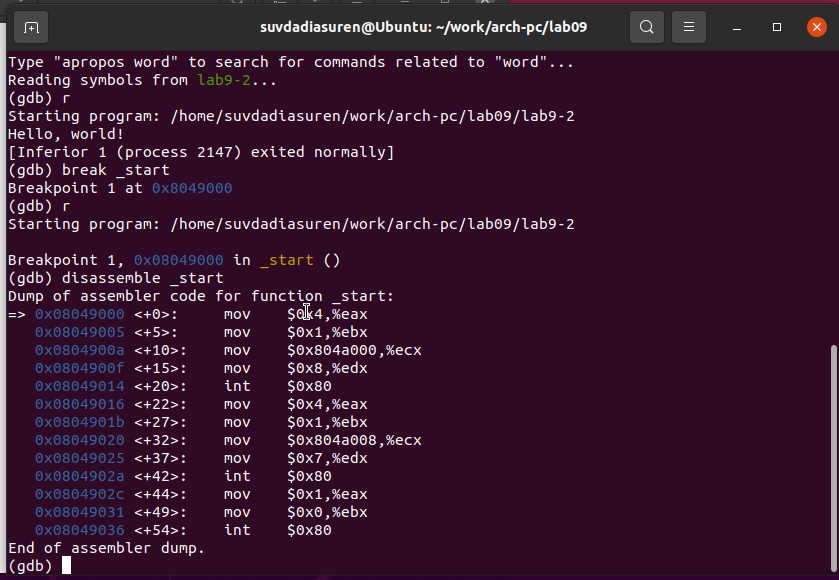 suvdadiasuren@Ubuntu: ~/work/arch-pc/lab09
Type "apropos word" to search for commands related to "word"...
Reading symbols from lab9-2...
(gdb) r
Starting program: /home/suvdadiasuren/work/arch-pc/lab09/lab9-2
Hello, world!
[Inferior 1 (process 2147) exited normally]
(gdb) break _start
Breakpoint 1 at 0x8049000
(gdb) r
Starting program: /home/suvdadiasuren/work/arch-pc/lab09/lab9-2
Breakpoint 1, 0x08049000 in _start ()
(gdb) disassemble _start
Dump of assembler code for function _start:
=> 0x08049000 <+0>:    mov    $0x4,%eax
   0x08049005 <+5>:    mov    $0x1,%ebx
   0x0804900a <+10>:    mov    $0x804a000,%ecx
   0x0804900f <+15>:    mov    $0x8,%edx
   0x08049014 <+20>:    int    $0x80
   0x08049016 <+22>:    mov    $0x4,%eax
   0x0804901b <+27>:    mov    $0x1,%ebx
   0x08049020 <+32>:    mov    $0x804a008,%ecx
   0x08049025 <+37>:    mov    $0x7,%edx
   0x0804902a <+42>:    int    $0x80
   0x0804902c <+44>:    mov    $0x1,%eax
   0x08049031 <+49>:    mov    $0x0,%ebx
   0x08049036 <+54>:    int    $0x80
End of assembler dump.
(gdb)